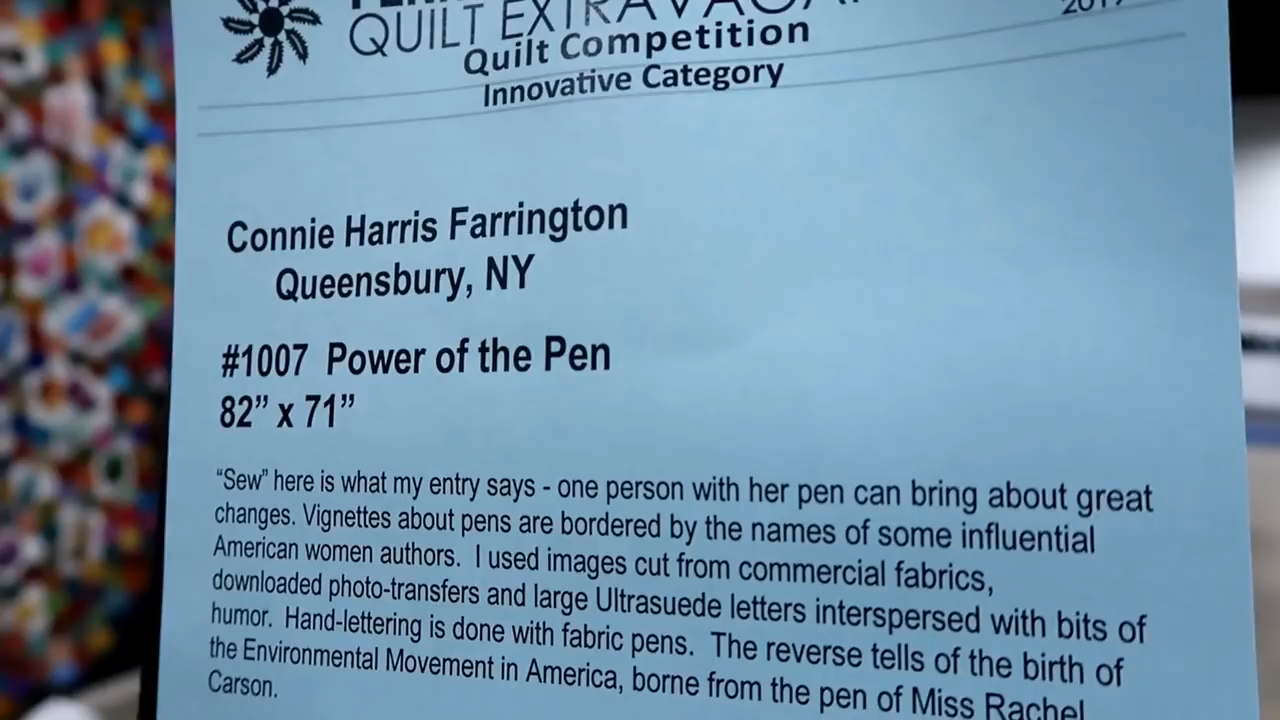 QUILT EXTRAVAGA
Quilt Competition
Innovative Category
Connie Harris Farrington
Queensbury, NY
#1007 Power of the Pen
82” x 71”
“Sew” here is what my entry says - one person with her pen can bring about great
changes. Vignettes about pens are bordered by the names of some influential
American women authors. I used images cut from commercial fabrics,
downloaded photo-transfers and large Ultrasuede letters interspersed with bits of
humor. Hand-lettering is done with fabric pens. The reverse tells of the birth of
the Environmental Movement in America, borne from the pen of Miss Rachel
Carson.